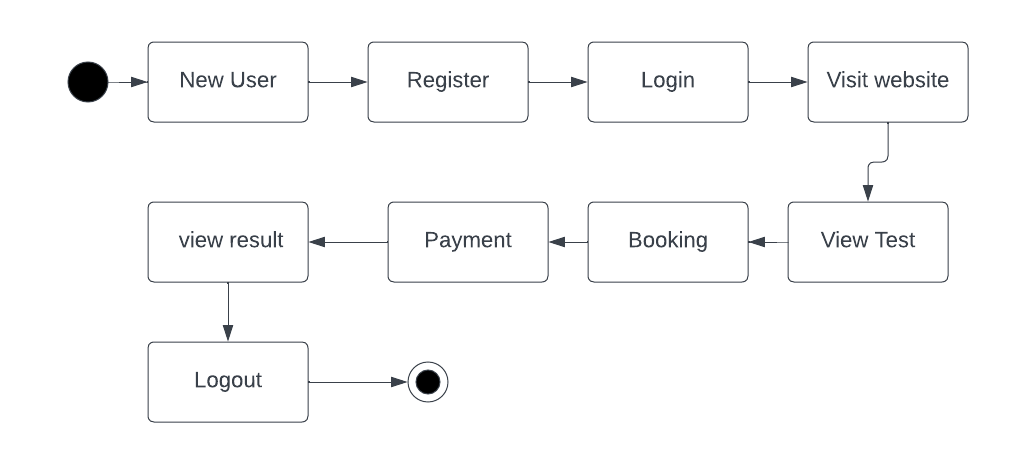 New User
Register
Login
Visit website
View Test
Booking
Payment
view result
Logout